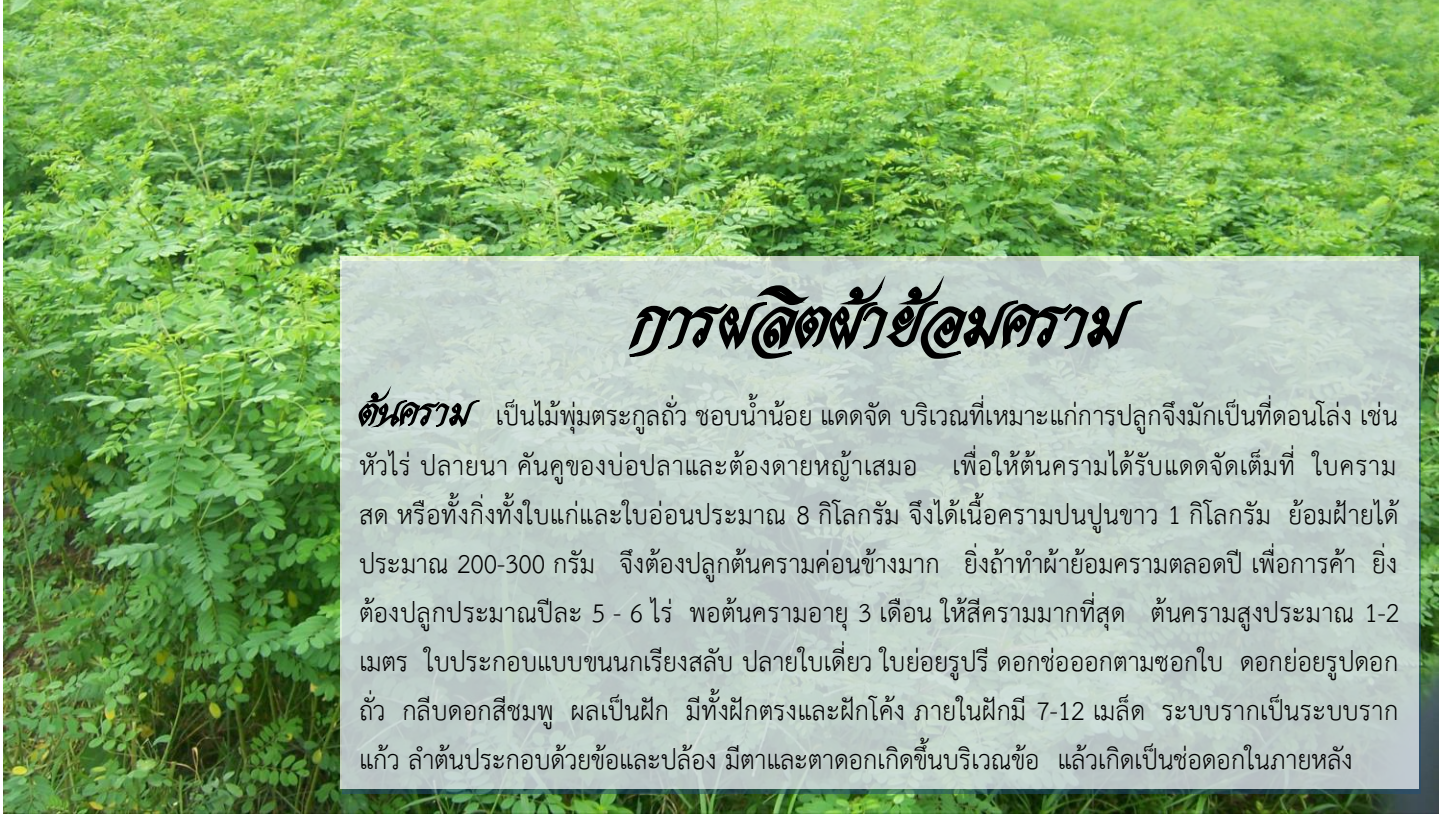 การผลิตผ้าย้อมคราม
ต้นคราม เป็นไม้พุ่มตระกูลถั่ว ชอบน้ำน้อย แดดจัด บริเวณที่เหมาะแก่การปลูกจึงมักเป็นที่ดอนโล่ง เช่น
หัวไร่ ปลายนา คันคูของบ่อปลาและต้องดายหญ้าเสมอ เพื่อให้ต้นครามได้รับแดดจัดเต็มที่ ใบคราม
สด หรือทั้งกิ่งทั้งใบแก่และใบอ่อนประมาณ 8 กิโลกรัม จึงได้เนื้อครามปนปูนขาว 1 กิโลกรัม ย้อมฝ้ายได้
ประมาณ 200-300 กรัม จึงต้องปลูกต้นครามค่อนข้างมาก ยิ่งถ้าทำผ้าย้อมครามตลอดปี เพื่อการค้า ยิ่ง
ต้องปลูกประมาณปีละ 5 - 6 ไร่ พอต้นครามอายุ 3 เดือน ให้สีครามมากที่สุด ต้นครามสูงประมาณ 1-2
เมตร ใบประกอบแบบขนนกเรียงสลับ ปลายใบเดี่ยว ใบย่อยรูปรี ดอกช่อออกตามซอกใบ ดอกย่อยรูปดอก
ถั่ว กลีบดอกสีชมพู ผลเป็นฝัก มีทั้งฝักตรงและฝักโค้ง ภายในฝักมี 7-12 เมล็ด ระบบรากเป็นระบบราก
แก้ว ลำต้นประกอบด้วยข้อและปล้อง มีตาและตาดอกเกิดขึ้นบริเวณข้อ แล้วเกิดเป็นช่อดอกในภายหลัง